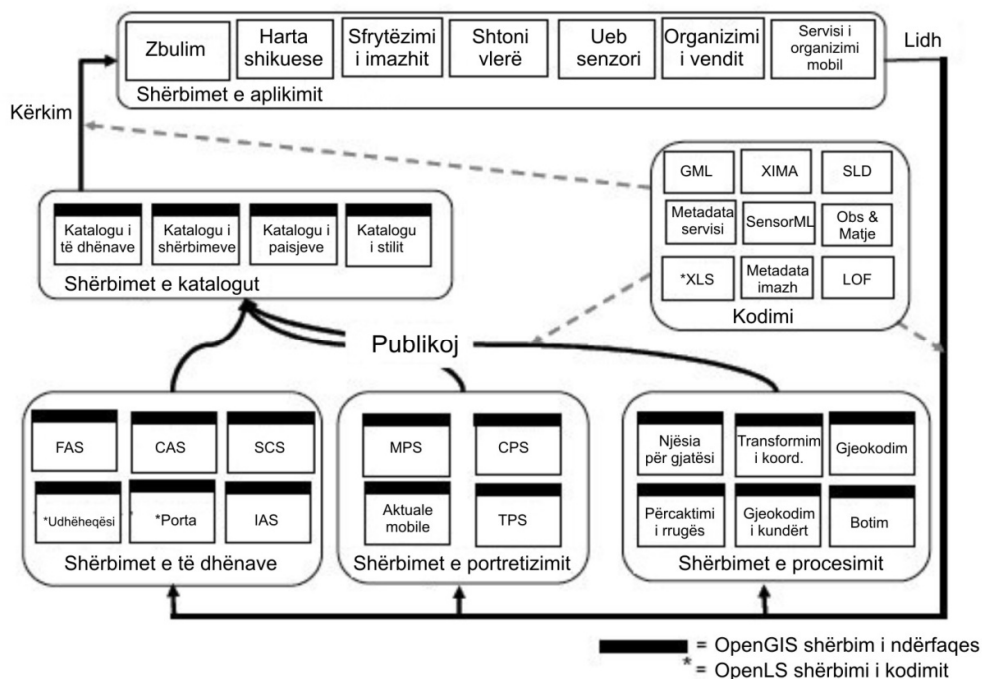 Zbulim
Harta
shikuese
Sfrytëzimi
i imazhit
Shtoni
vlerë
Ueb
senzori
Organizimi
i vendit
Servisi i
organizimi
mobil
Shërbimet e aplikimit
Lidh
Kërkim
GML
XIMA
SLD
Metadata
servisi
SensorML
Obs &
Matje
*XLS
Metadata
imazh
LOF
Kodimi
Katalogu i
të dhënave
Katalogu i
shërbimeve
Katalogu i
paisjeve
Katalogu
i stilit
Shërbimet e katalogut
Publikoj
FAS
CAS
SCS
*Udhëheqësi
*Porta
IAS
Shërbimet e të dhënave
MPS
CPS
Aktuale
mobile
TPS
Shërbimet e portretizimit
Njësia
për gjatësi
Transformim
i koord.
Gjeokodim
Përcaktimi
i rrugës
Gjeokodim
i kundërt
Botim
Shërbimet e procesimit
= OpenGIS shërbim i ndërfaqes
* = OpenLS shërbimi i kodimit